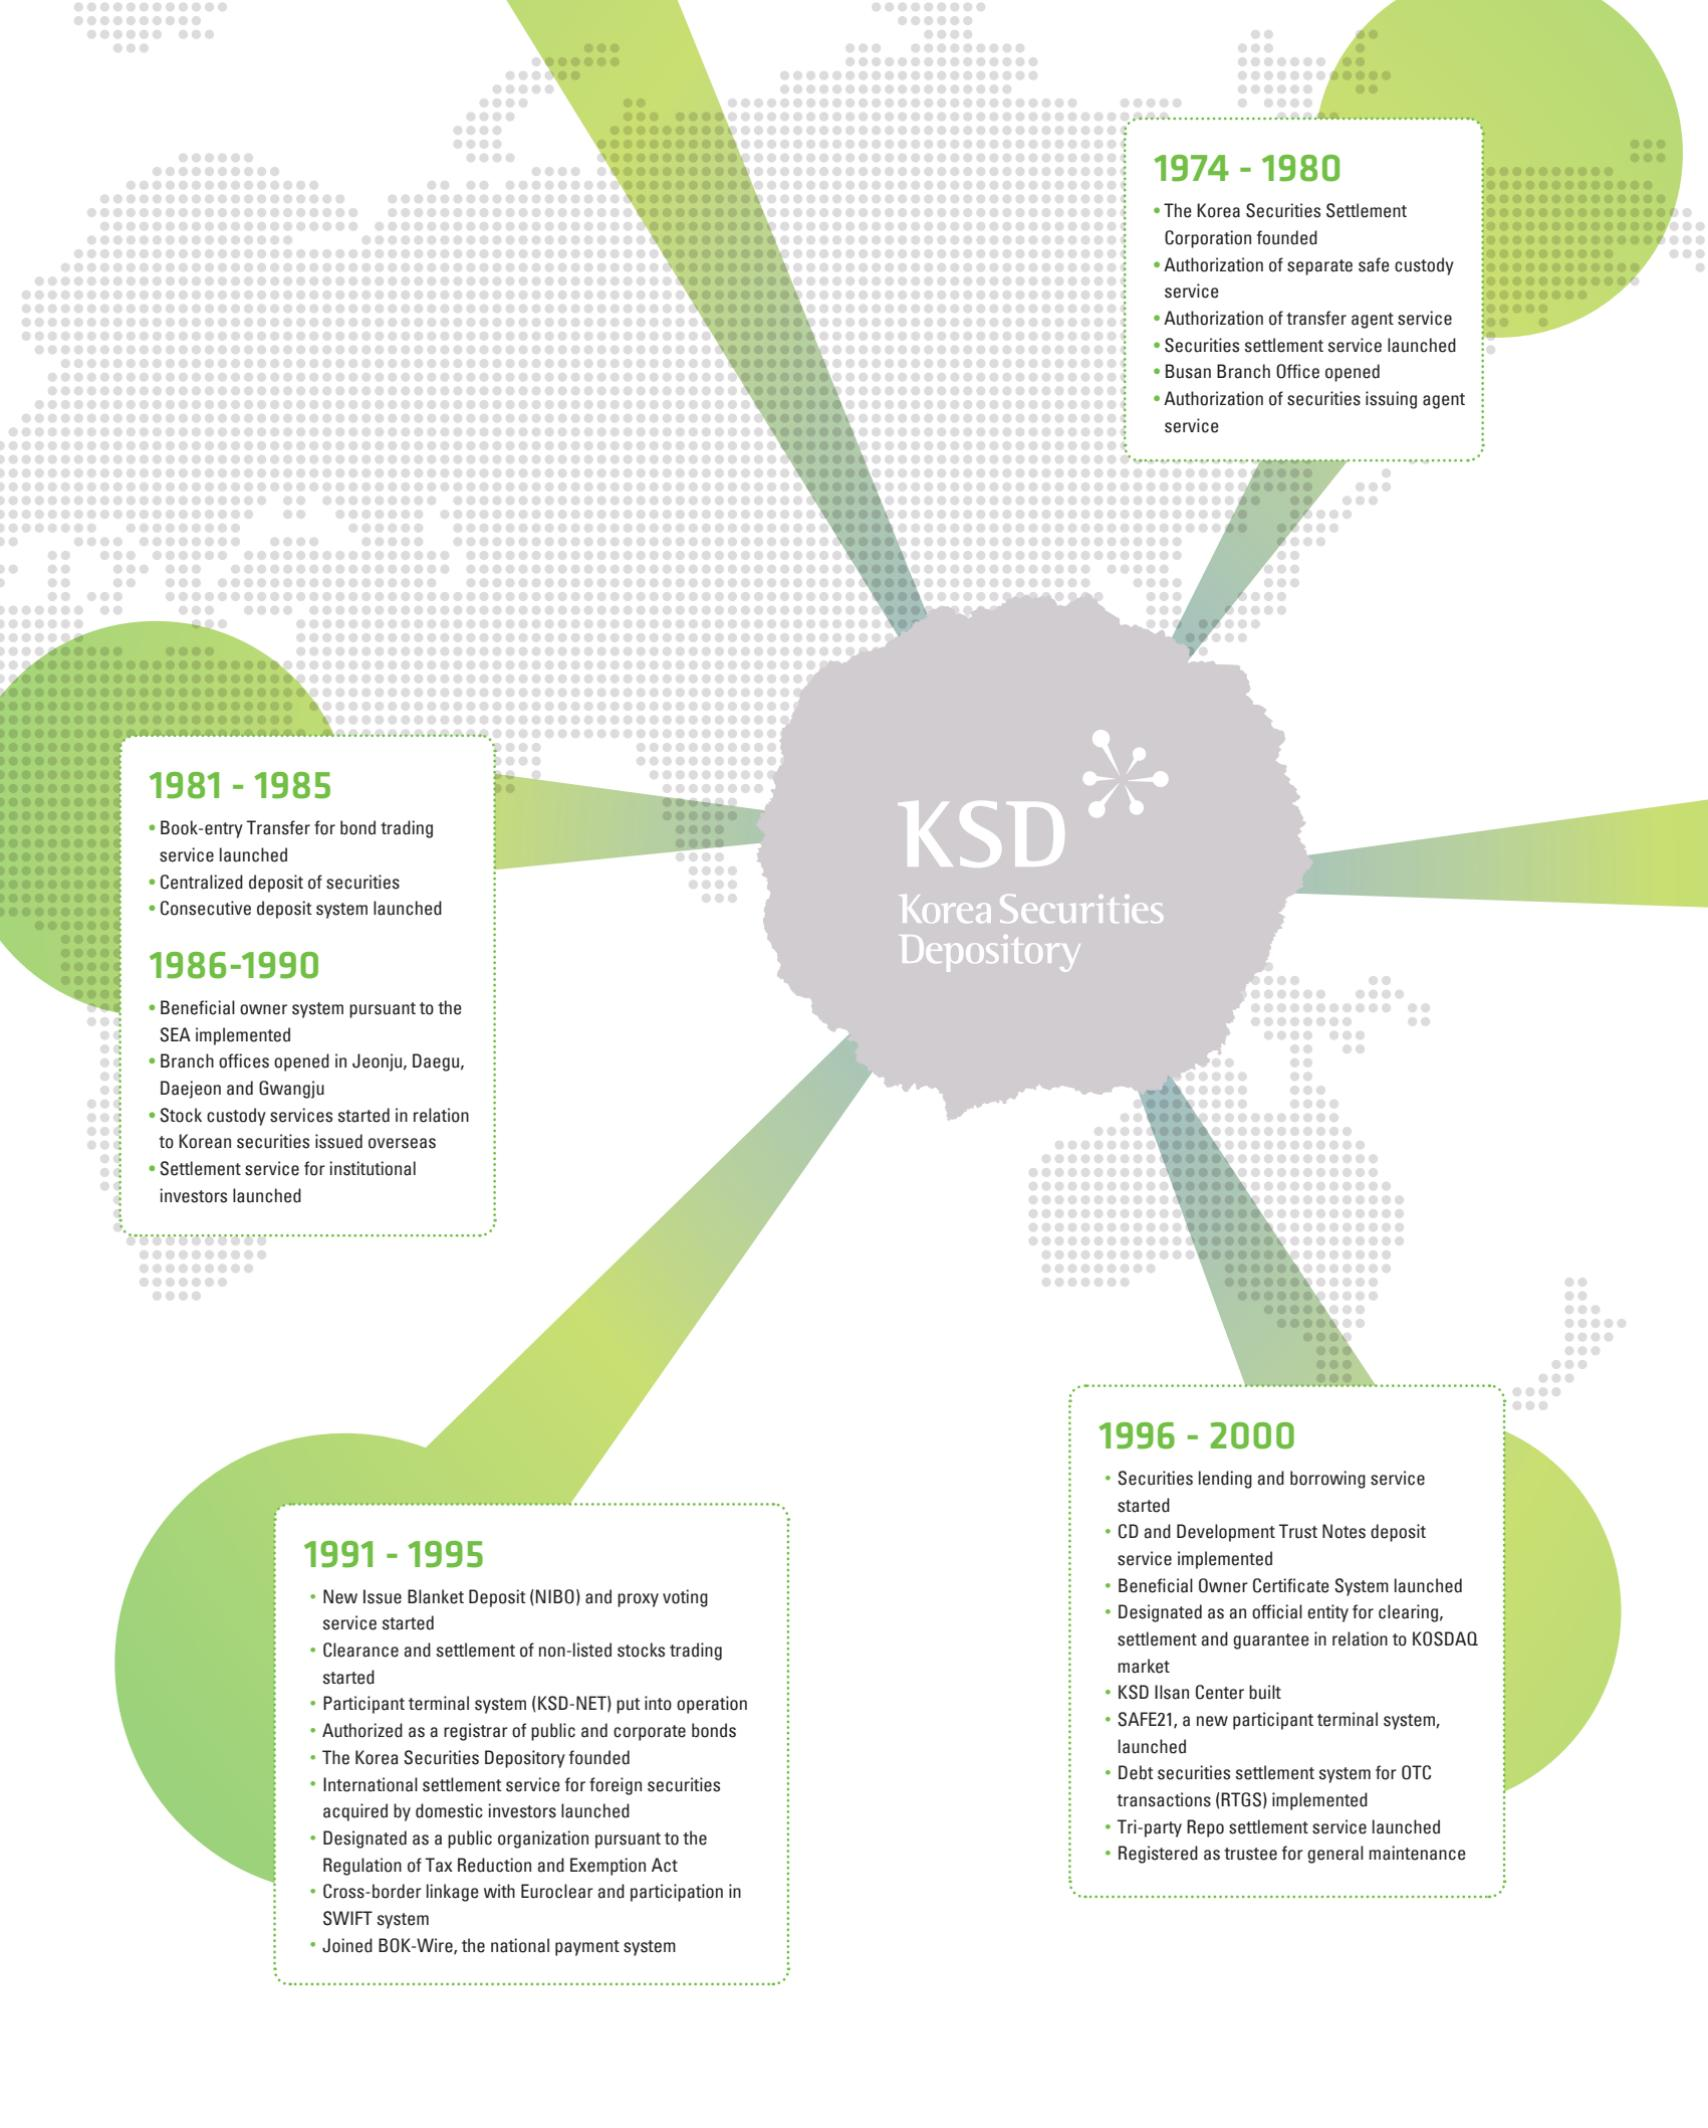 1974 - 1980
• The Korea Securities Settlement
Corporation founded
• Authorization of separate safe custody
service
• Authorization of transfer agent service
• Securities settlement service launched
• Busan Branch Office opened
• Authorization of securities issuing agent
service
KSD
Korea Securities
Depository
1981 - 1985
• Book-entry Transfer for bond trading
service launched
• Centralized deposit of securities
• Consecutive deposit system launched
1986-1990
• Beneficial owner system pursuant to the
SEA implemented
• Branch offices opened in Jeonju, Daegu,
Daejeon and Gwangju
• Stock custody services started in relation
to Korean securities issued overseas
• Settlement service for institutional
investors launched
1991 - 1995
• New Issue Blanket Deposit (NIBO) and proxy voting
service started
• Clearance and settlement of non-listed stocks trading
started
• Participant terminal system (KSD-NET) put into operation
• Authorized as a registrar of public and corporate bonds
• The Korea Securities Depository founded
• International settlement service for foreign securities
acquired by domestic investors launched
• Designated as a public organization pursuant to the
Regulation of Tax Reduction and Exemption Act
• Cross-border linkage with Euroclear and participation in
SWIFT system
• Joined BOK-Wire, the national payment system
1996 - 2000
• Securities lending and borrowing service
started
• CD and Development Trust Notes deposit
service implemented
• Beneficial Owner Certificate System launched
• Designated as an official entity for clearing,
settlement and guarantee in relation to KOSDAQ
market
• KSD Ilsan Center built
• SAFE21, a new participant terminal system,
launched
• Debt securities settlement system for OTC
transactions (RTGS) implemented
• Tri-party Repo settlement service launched
• Registered as trustee for general maintenance